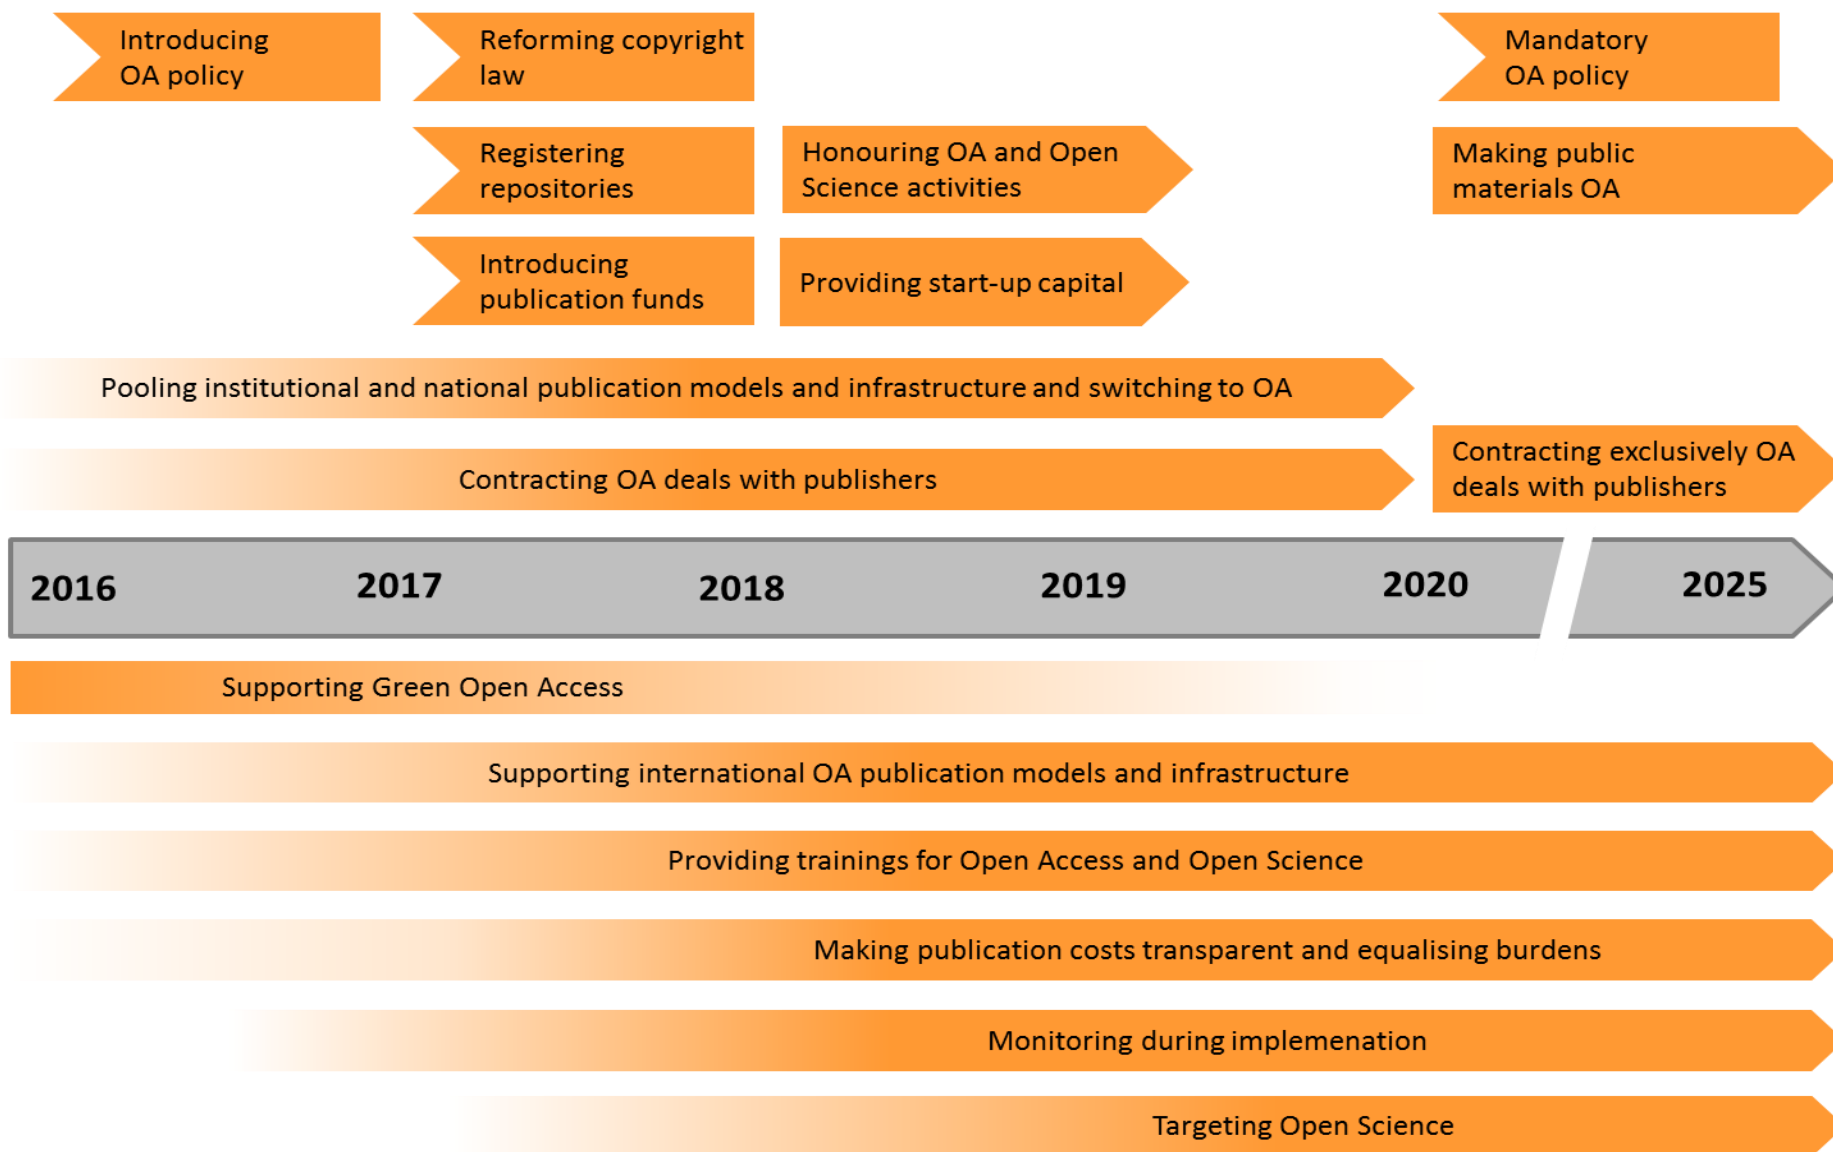 Introducing
OA policy
Reforming copyright
law
Mandatory
OA policy
Registering
repositories
Honouring OA and Open
Science activities
Making public
materials OA
Introducing
publication funds
Providing start-up capital
Pooling institutional and national publication models and infrastructure and switching to OA
Contracting OA deals with publishers
Contracting exclusively OA
deals with publishers
2016 2017 2018 2019 2020 2025
Supporting Green Open Access
Supporting international OA publication models and infrastructure
Providing trainings for Open Access and Open Science
Making publication costs transparent and equalising burdens
Monitoring during implemenation
Targeting Open Science